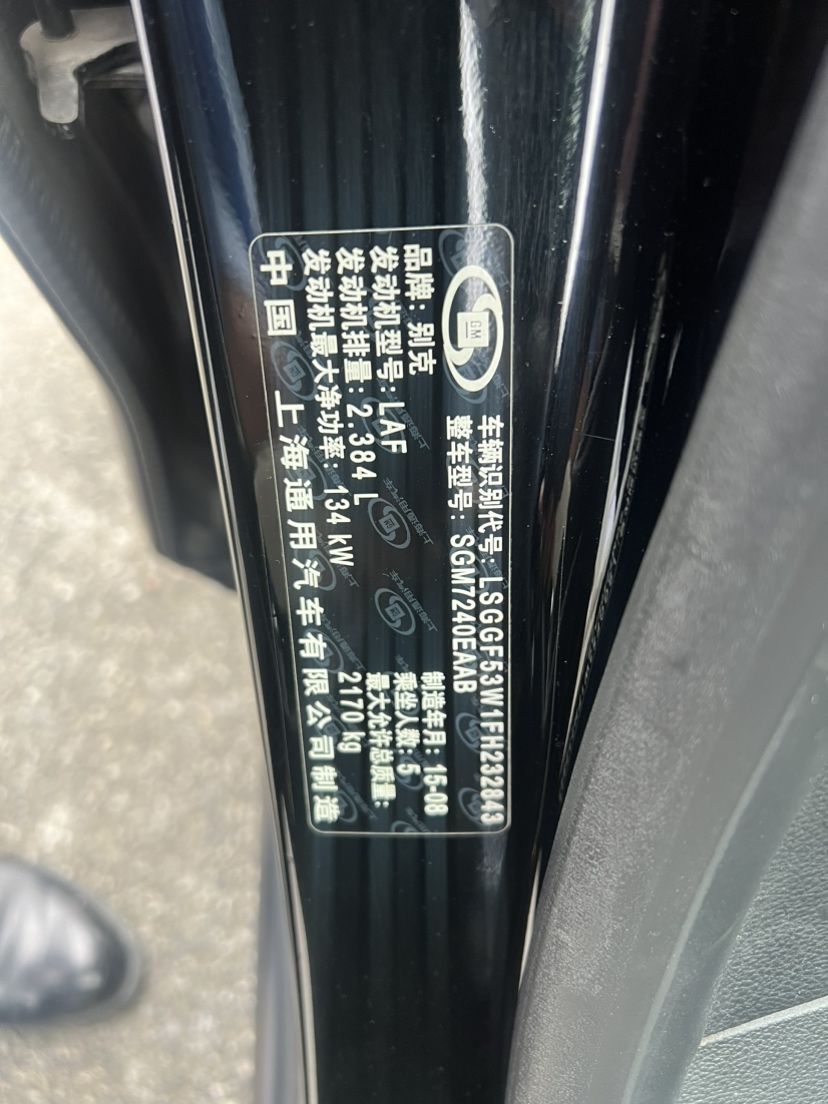 GM
车辆识别代号: LSGGF53W1FH232843
整车型号: SGM7240EAAB
品牌: 别克
制造年月: 15-08
发动机型号: LAF
乘坐人数: 5
发动机排量: 2.384 L
最大允许总质量:
2170 kg
发动机最大净功率: 134 kW
中国 上海通用汽车有限公司制造